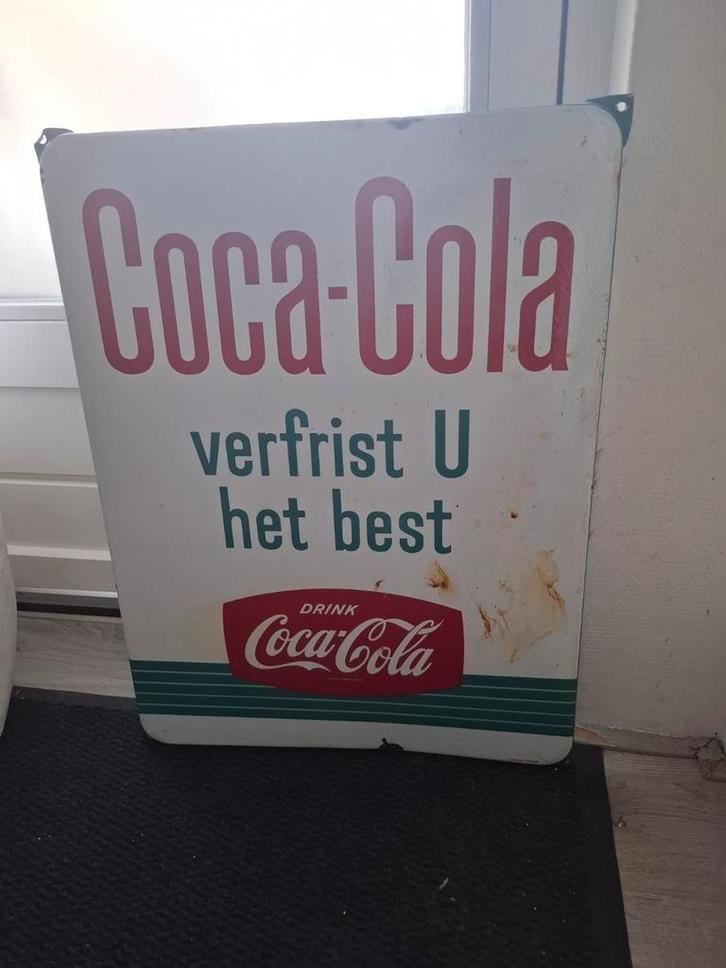 Coca-Cola
verfrist U
het best
DRINK
Coca-Cola